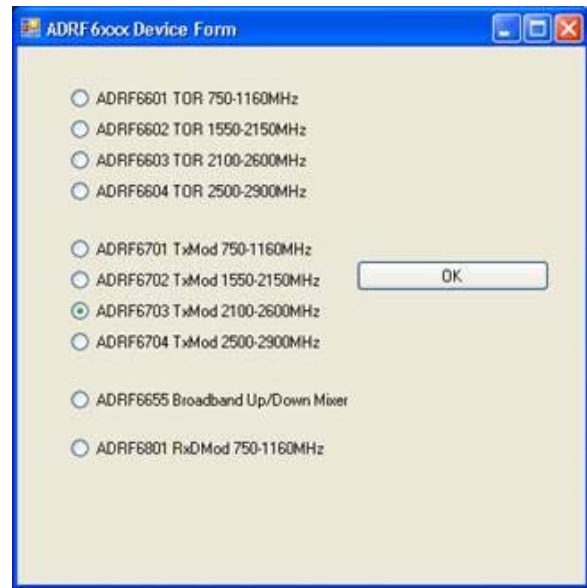 ADRF6xxx Device Form
ADRF6601 TOR 750-1160MHz
ADRF6602 TOR 1550-2150MHz
ADRF6603 TOR 2100-2600MHz
ADRF6604 TOR 2500-2900MHz
ADRF6701 TxMod 750-1160MHz
ADRF6702 TxMod 1550-2150MHz
OK
ADRF6703 TxMod 2100-2600MHz
ADRF6704 TxMod 2500-2900MHz
ADRF6655 Broadband Up/Down Mixer
ADRF6801 RxDMod 750-1160MHz